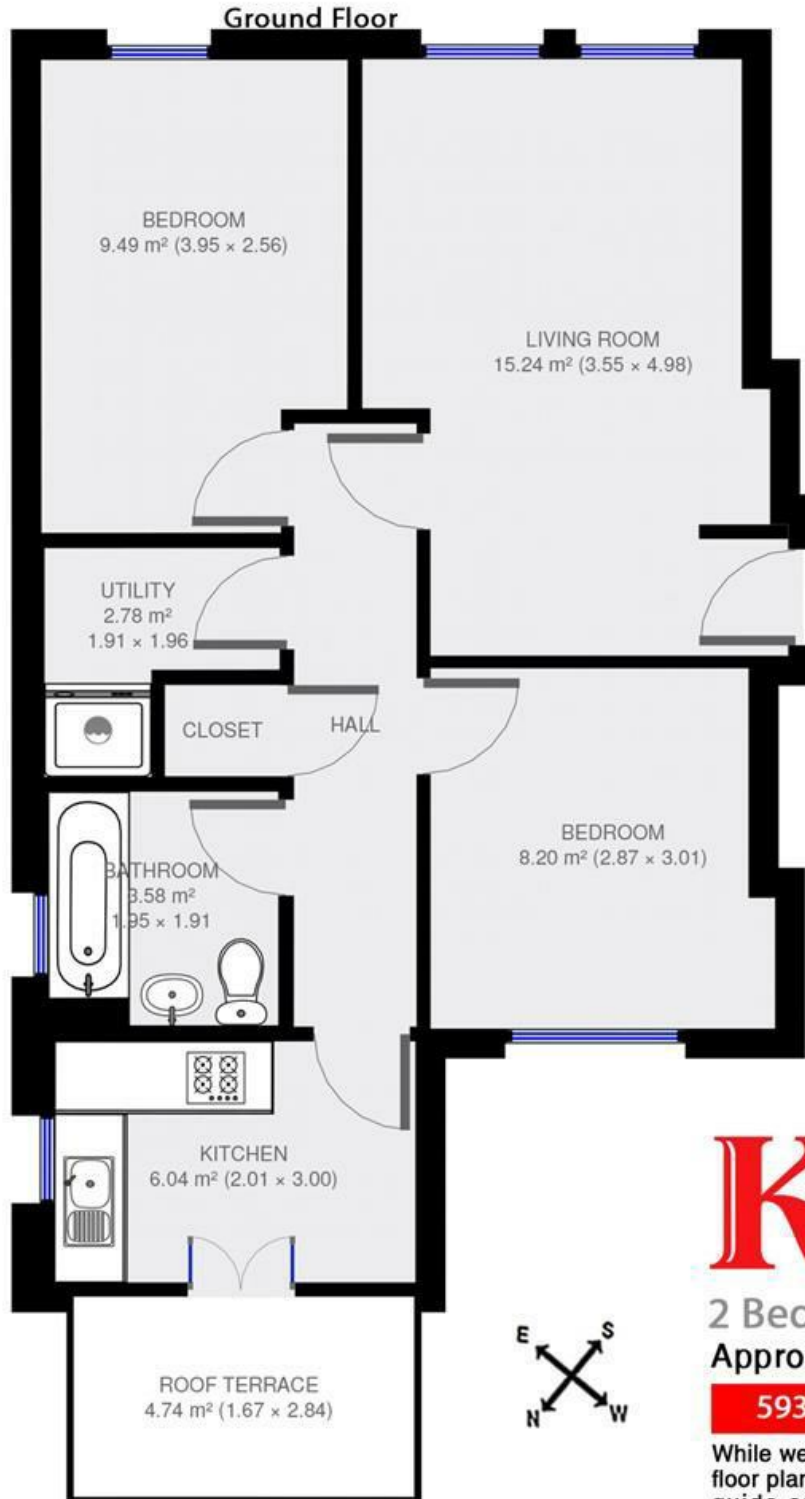 Ground Floor
BEDROOM
9.49 m² (3.95 × 2.56)
LIVING ROOM
15.24 m² (3.55 × 4.98)
UTILITY
2.78 m²
1.91 × 1.96
CLOSET
HALL
BEDROOM
8.20 m² (2.87 × 3.01)
BATHROOM
3.58 m²
1.95 × 1.91
KITCHEN
6.04 m² (2.01 × 3.00)
ROOF TERRACE
4.74 m² (1.67 × 2.84)
E S
N W
K
2 Bed
Appro
593
While we
floor plan